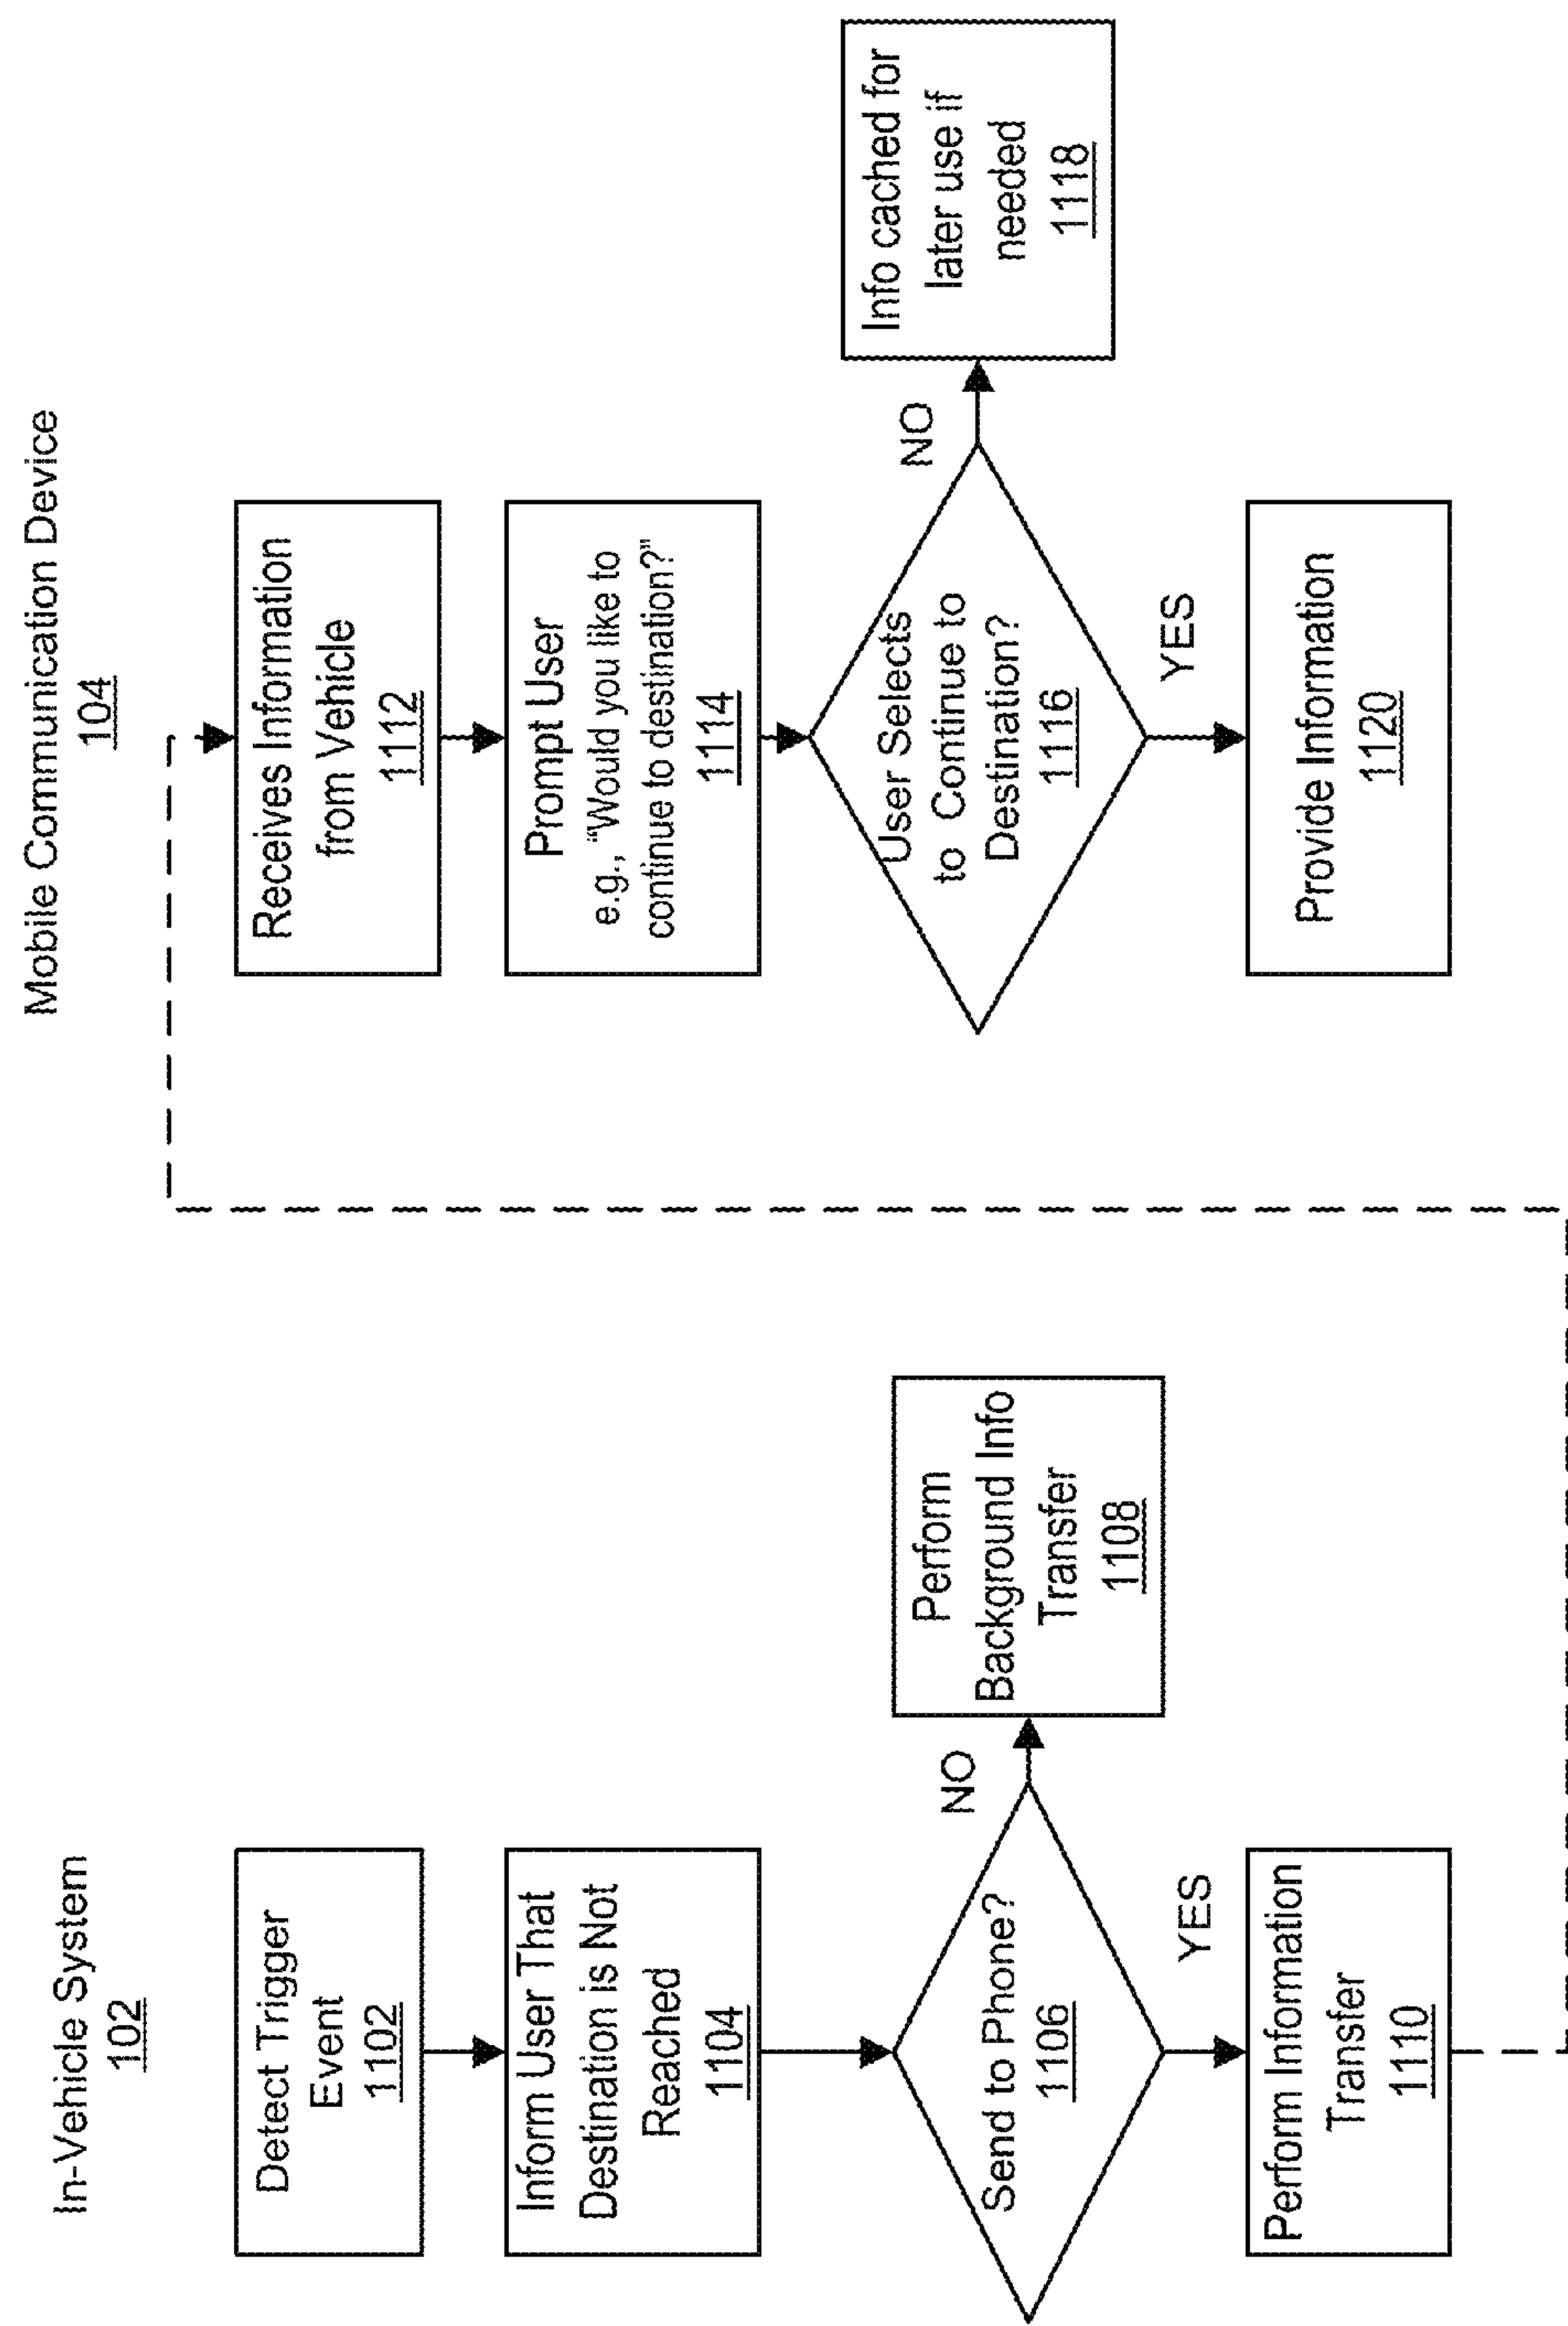 In-Vehicle System
102
Detect Trigger
Event
1102
Inform User That
Destination is Not
Reached
1104
Send to Phone?
1106
NO
Perform
Background Info
Transfer
1108
YES
Perform Information
Transfer
1110
Mobile Communication Device
104
Receives Information
from Vehicle
1112
Prompt User
e.g., "Would you like to
continue to destination?"
1114
User Selects
to Continue to
Destination?
1116
NO
Info cached for
later use if
needed
1118
YES
Provide Information
1120